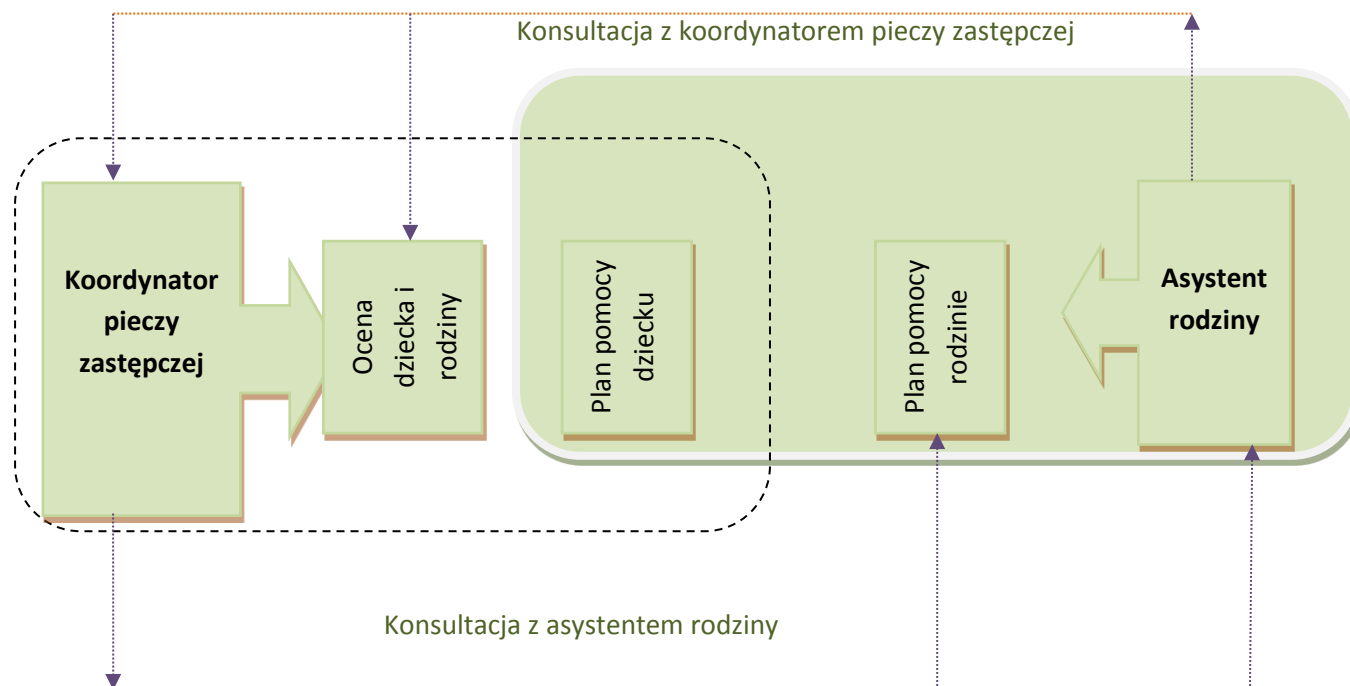 Konsultacja z koordynatorem pieczy zastępczej
Koordynator
pieczy
zastępczej
Ocena
dziecka i
rodziny
Plan pomocy
dziecku
Plan pomocy
rodzinie
Asystent
rodziny
Konsultacja z asystentem rodziny